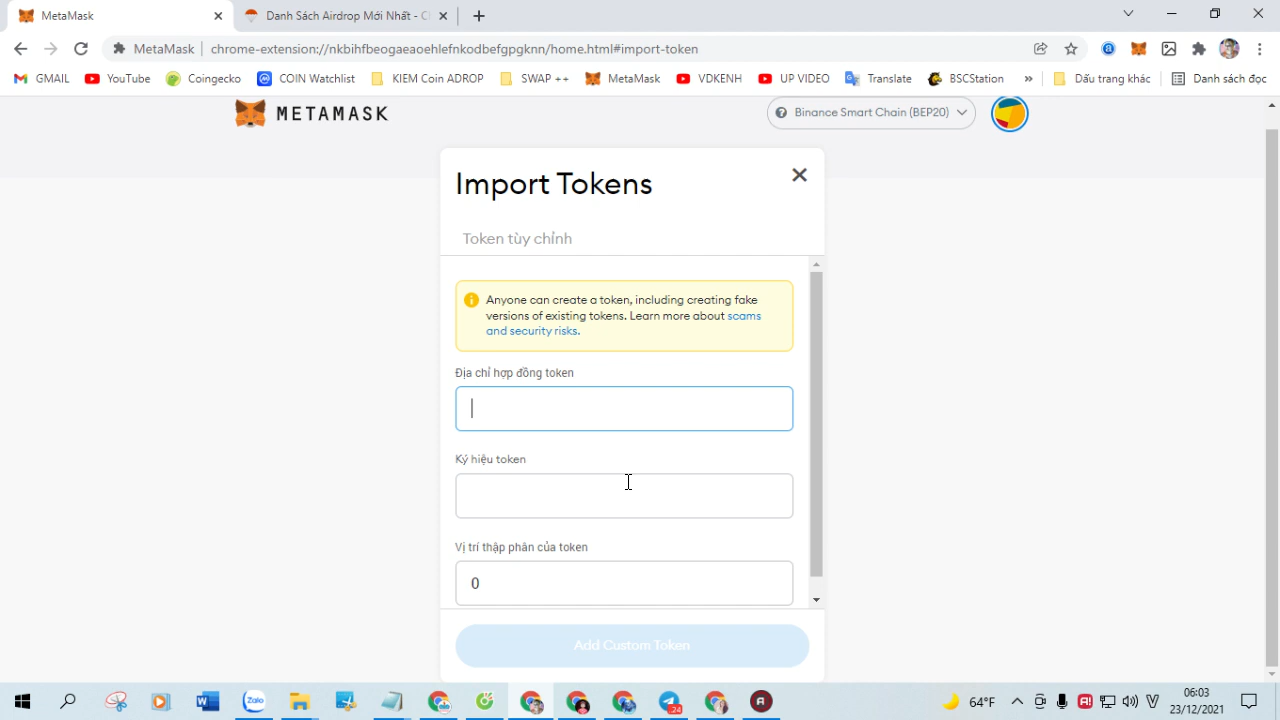 MetaMask
Danh Sách Airdrop Mới Nhất - C
MetaMask
chrome-extension://nkbihfbeogaeaoehlefnkodbefgpgknn/home.html#import-token
GMAIL
YouTube
Coingecko
COIN Watchlist
KIEM Coin ADROP
SWAP ++
MetaMask
VDKENH
UP VIDEO
Translate
BSCStation
»
Dấu trang khác
Danh sách đọc
METAMASK
Binance Smart Chain (BEP20)
Import Tokens
Token tùy chỉnh
Anyone can create a token, including creating fake
versions of existing tokens. Learn more about scams
and security risks.
Địa chỉ hợp đồng token
Ký hiệu token
Vị trí thập phân của token
0
Add Custom Token
Zalo
24
64°F
06:03
23/12/2021